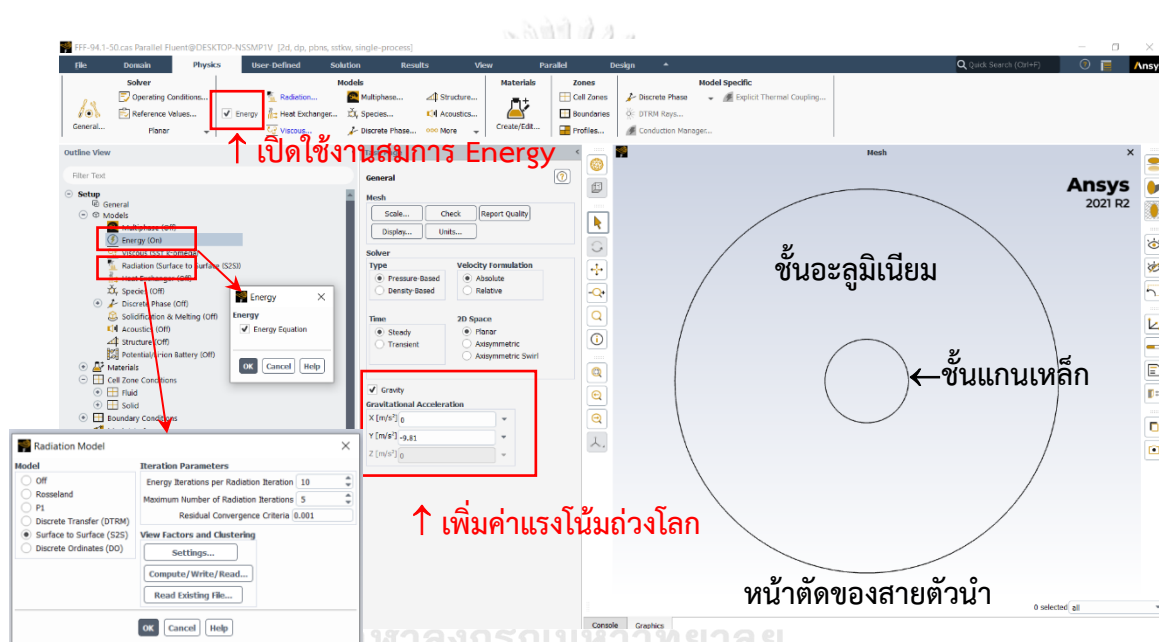 FFF-94.1-50.cas Parallel Fluent@DESKTOP-NSSMP1V [2d, dp, pbns, sstkw, single-process]
File Domain Physics User-Defined Solution Results View Parallel Design
Quick Search (Ctrl+F)
Ansys
Solver Models Materials Zones Model Specific
Operating Conditions... Radiation... Multiphase... Structure... Cell Zones Discrete Phase Explicit Thermal Coupling...
Reference Values... Energy Heat Exchanger... Species... Acoustics... Boundaries DTRM Rays...
General... Planar Viscous... Discrete Phase... More Create/Edit... Profiles... Conduction Manager...
↑ เปิดใช้งานสมการ Energy
Outline View
Filter Text
Setup
General
Models
Multiphase (Off)
Energy (On)
Radiation (Surface to Surface (S2S))
Heat Exchanger (Off)
Species (Off)
Discrete Phase (Off)
Solidification & Melting (Off)
Acoustics (Off)
Structure (Off)
Potential/Li-ion Battery (Off)
Materials
Cell Zone Conditions
Fluid
Solid
Boundary Conditions
Energy
Energy
Energy Equation
OK Cancel Help
General
Mesh
Scale... Check Report Quality
Display... Units...
Solver
Type Velocity Formulation
Pressure-Based Absolute
Density-Based Relative
Time 2D Space
Steady Planar
Transient Axisymmetric
Axisymmetric Swirl
Gravity
Gravitational Acceleration
X [m/s²] 0
Y [m/s²] -9.81
Z [m/s²] 0
↑ เพิ่มค่าแรงโน้มถ่วงโลก
Radiation Model
Model
Off
Rosseland
P1
Discrete Transfer (DTRM)
Surface to Surface (S2S)
Discrete Ordinates (DO)
Iteration Parameters
Energy Iterations per Radiation Iteration 10
Maximum Number of Radiation Iterations 5
Residual Convergence Criteria 0.001
View Factors and Clustering
Settings...
Compute/Write/Read...
Read Existing File...
OK Cancel Help
Mesh
Ansys
2021 R2
ชั้นอะลูมิเนียม
←ชั้นแกนเหล็ก
หน้าตัดของสายตัวนำ
0 selected all
Console Graphics